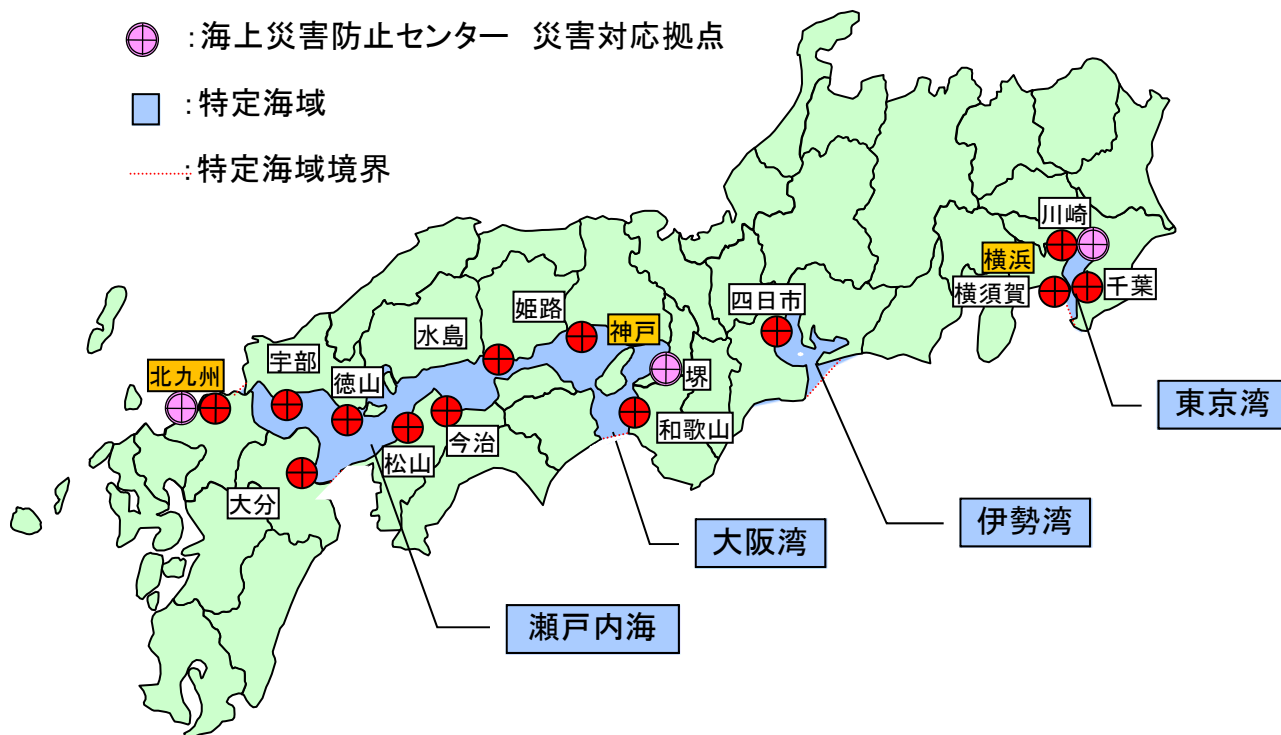 ：海上災害防止センター　災害対応拠点
：特定海域
：特定海域境界
川崎
横浜
横須賀
千葉
四日市
姫路
神戸
水島
宇部
徳山
北九州
堺
和歌山
今治
松山
大分
東京湾
伊勢湾
大阪湾
瀬戸内海